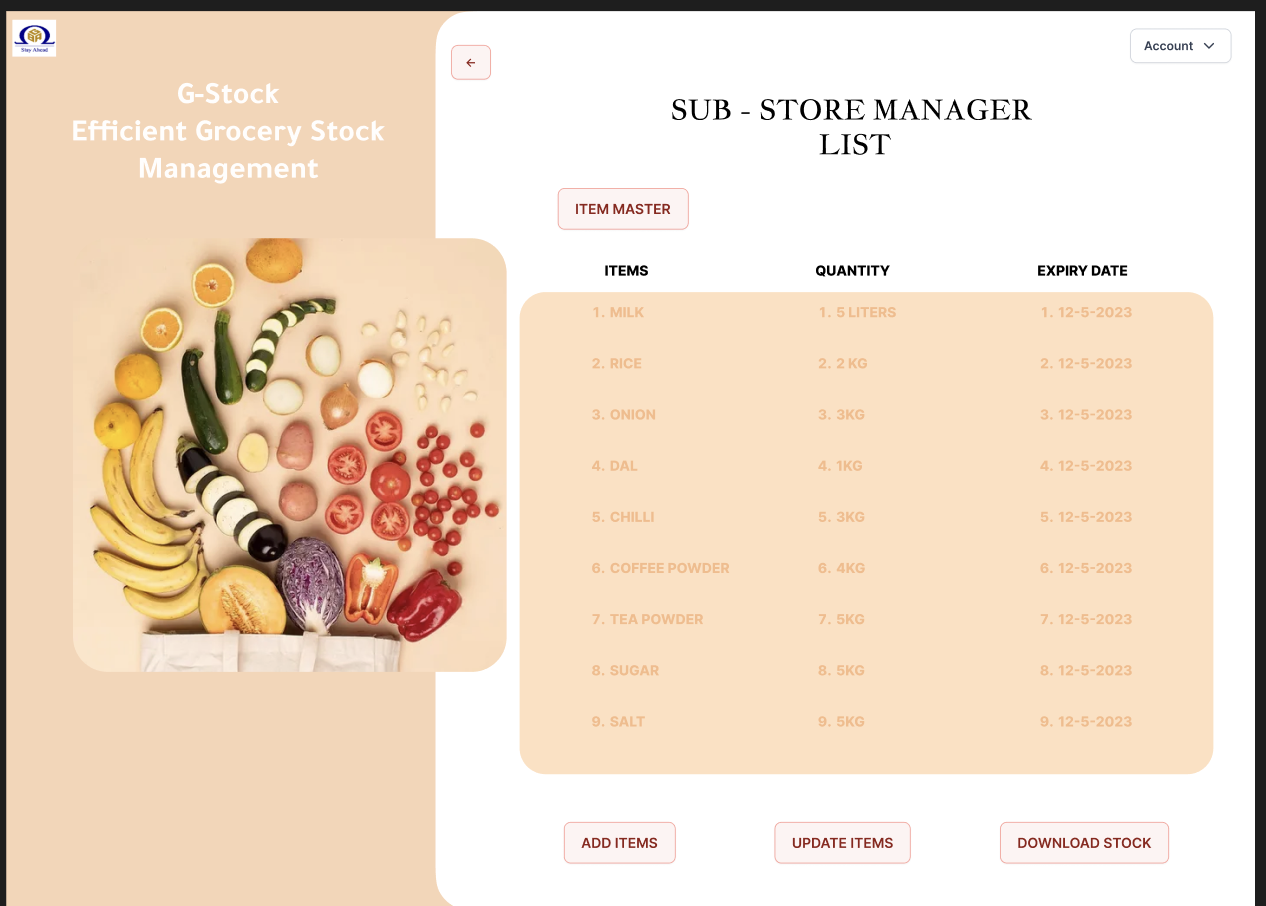 Stay Ahead
G-Stock
Efficient Grocery Stock
Management
Account
SUB - STORE MANAGER
LIST
ITEM MASTER
ITEMS QUANTITY EXPIRY DATE
1. MILK 1. 5 LITERS 1. 12-5-2023
2. RICE 2. 2 KG 2. 12-5-2023
3. ONION 3. 3KG 3. 12-5-2023
4. DAL 4. 1KG 4. 12-5-2023
5. CHILLI 5. 3KG 5. 12-5-2023
6. COFFEE POWDER 6. 4KG 6. 12-5-2023
7. TEA POWDER 7. 5KG 7. 12-5-2023
8. SUGAR 8. 5KG 8. 12-5-2023
9. SALT 9. 5KG 9. 12-5-2023
ADD ITEMS UPDATE ITEMS DOWNLOAD STOCK